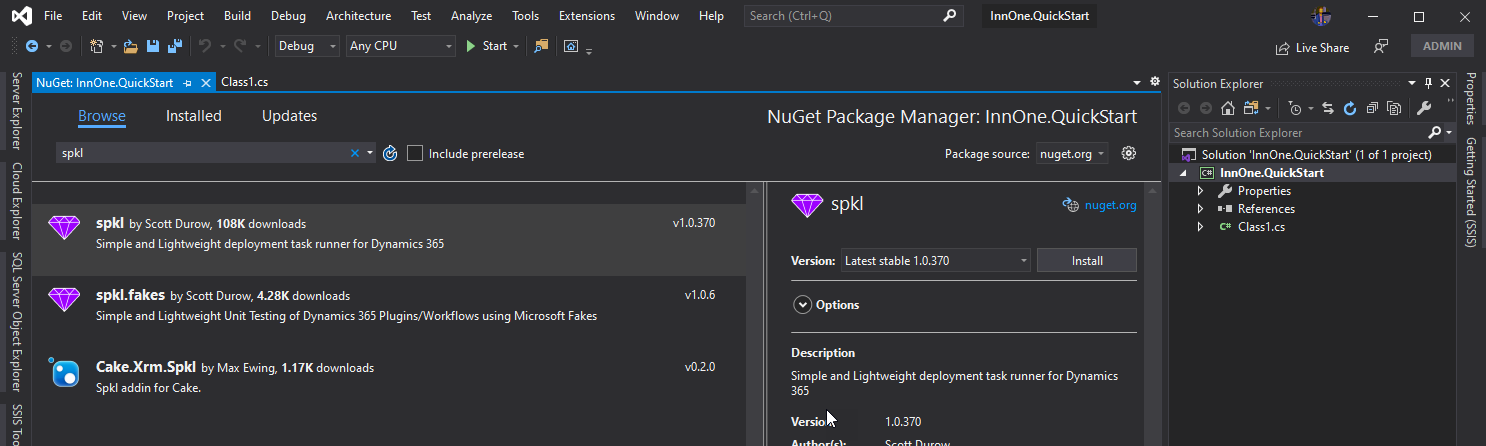 File Edit View Project Build Debug Architecture Test Analyze Tools Extensions Window Help Search (Ctrl+Q) InnOne.QuickStart
Debug Any CPU Start Live Share ADMIN
NuGet: InnOne.QuickStart Class1.cs
Browse Installed Updates
NuGet Package Manager: InnOne.QuickStart
spkl Include prerelease
Package source: nuget.org
spkl by Scott Durow, 108K downloads v1.0.370
Simple and Lightweight deployment task runner for Dynamics 365
spkl.fakes by Scott Durow, 4.28K downloads v1.0.6
Simple and Lightweight Unit Testing of Dynamics 365 Plugins/Workflows using Microsoft Fakes
Cake.Xrm.Spkl by Max Ewing, 1.17K downloads v0.2.0
Spkl addin for Cake.
spkl nuget.org
Version: Latest stable 1.0.370 Install
Options
Description
Simple and Lightweight deployment task runner for Dynamics
365
Version 1.0.370
Author(s): Scott Durow
Solution Explorer
Search Solution Explorer
Solution 'InnOne.QuickStart' (1 of 1 project)
C# InnOne.QuickStart
Properties
References
C# Class1.cs
Server Explorer
Cloud Explorer
SQL Server Object Explorer
SSIS Too
Properties
Getting Started (SSIS)